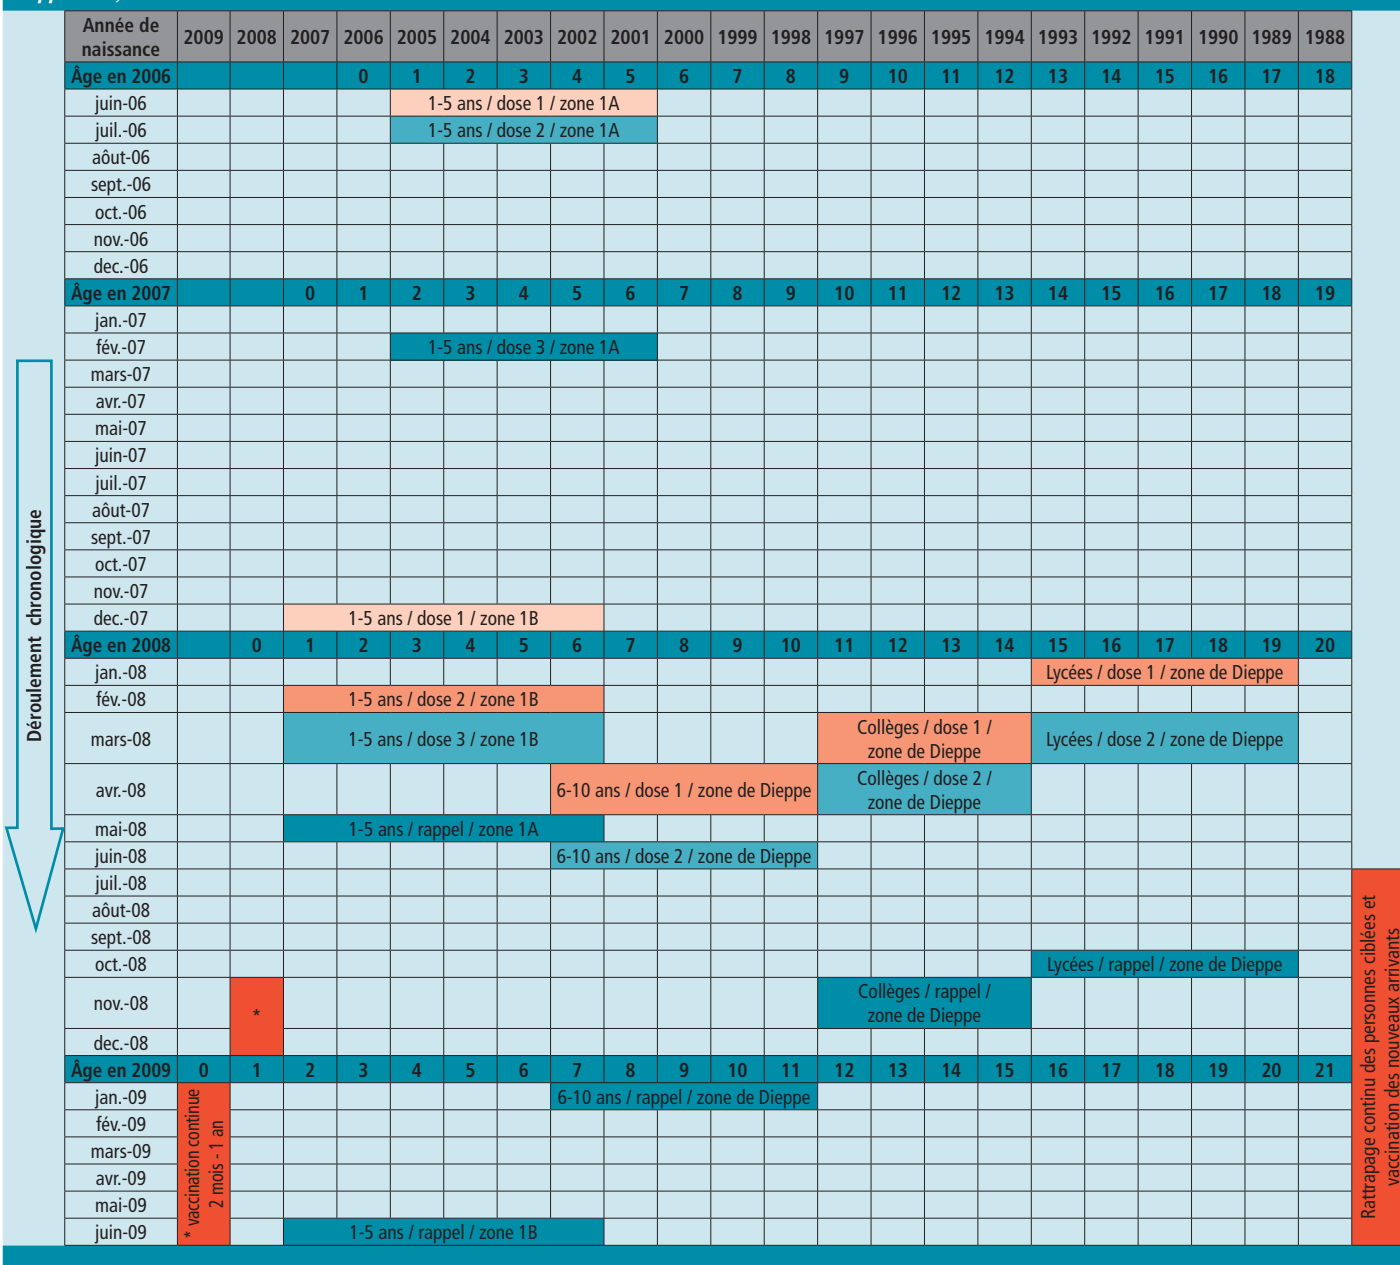 Année de naissance 2009 2008 2007 2006 2005 2004 2003 2002 2001 2000 1999 1998 1997 1996 1995 1994 1993 1992 1991 1990 1989 1988
Âge en 2006 0 1 2 3 4 5 6 7 8 9 10 11 12 13 14 15 16 17 18
juin-06 1-5 ans / dose 1 / zone 1A
juil.-06 1-5 ans / dose 2 / zone 1A
aôut-06
sept.-06
oct.-06
nov.-06
dec.-06
Âge en 2007 0 1 2 3 4 5 6 7 8 9 10 11 12 13 14 15 16 17 18 19
jan.-07
fév.-07 1-5 ans / dose 3 / zone 1A
mars-07
avr.-07
mai-07
juin-07
juil.-07
aôut-07
sept.-07
oct.-07
nov.-07
dec.-07 1-5 ans / dose 1 / zone 1B
Âge en 2008 0 1 2 3 4 5 6 7 8 9 10 11 12 13 14 15 16 17 18 19 20
jan.-08 Lycées / dose 1 / zone de Dieppe
fév.-08 1-5 ans / dose 2 / zone 1B
mars-08 1-5 ans / dose 3 / zone 1B Collèges / dose 1 / zone de Dieppe Lycées / dose 2 / zone de Dieppe
avr.-08 6-10 ans / dose 1 / zone de Dieppe Collèges / dose 2 / zone de Dieppe
mai-08 1-5 ans / rappel / zone 1A
juin-08 6-10 ans / dose 2 / zone de Dieppe
juil.-08
aôut-08
sept.-08
oct.-08 Lycées / rappel / zone de Dieppe
nov.-08 * Collèges / rappel / zone de Dieppe
dec.-08
Âge en 2009 0 1 2 3 4 5 6 7 8 9 10 11 12 13 14 15 16 17 18 19 20 21
jan.-09 6-10 ans / rappel / zone de Dieppe
fév.-09
mars-09
avr.-09
mai-09
juin-09 1-5 ans / rappel / zone 1B
* vaccination continue
2 mois - 1 an
Déroulement chronologique
Rattrapage continu des personnes ciblées et
vaccination des nouveaux arrivants